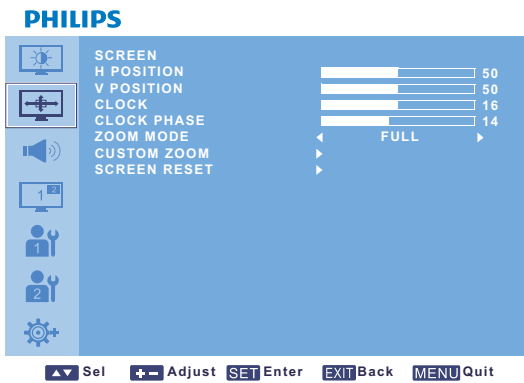 PHILIPS
SCREEN
H POSITION 50
V POSITION 50
CLOCK 16
CLOCK PHASE 14
ZOOM MODE FULL
CUSTOM ZOOM
SCREEN RESET
1 2
1
2
Sel Adjust SET Enter EXIT Back MENU Quit